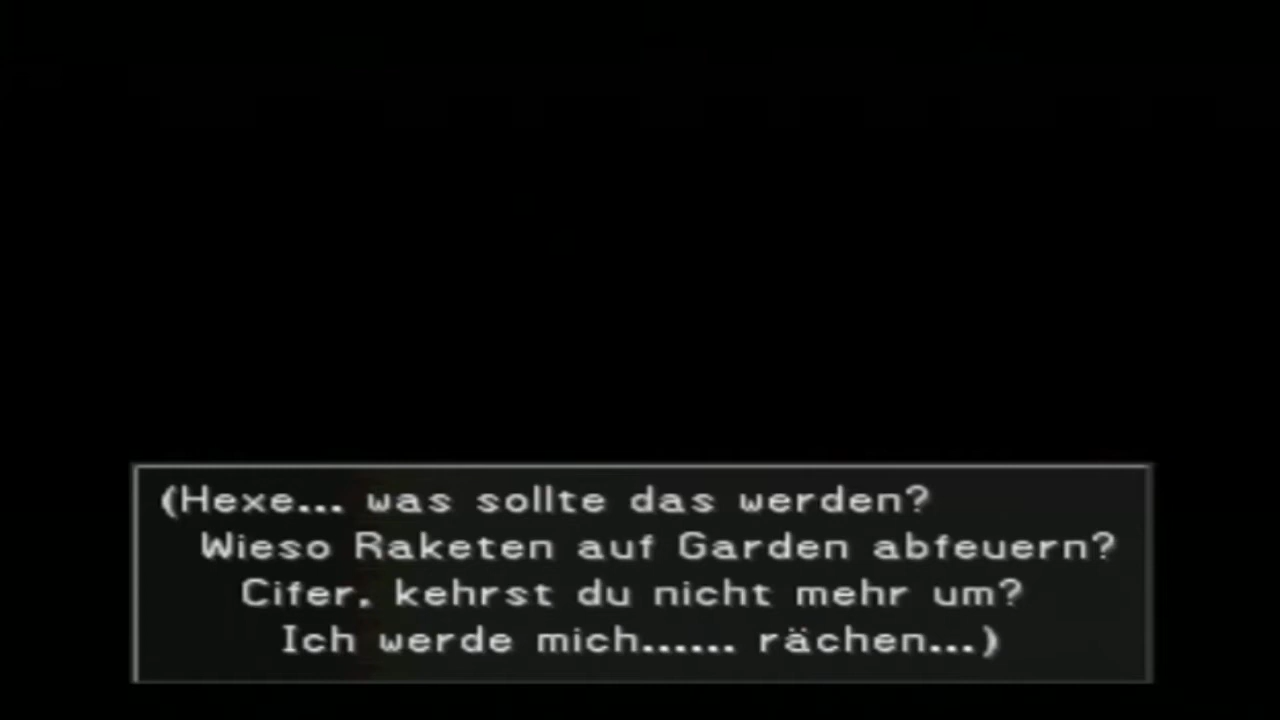 (Hexe... was sollte das werden?
Wieso Raketen auf Garden abfeuern?
Cifer, kehrst du nicht mehr um?
Ich werde mich...... rächen...)